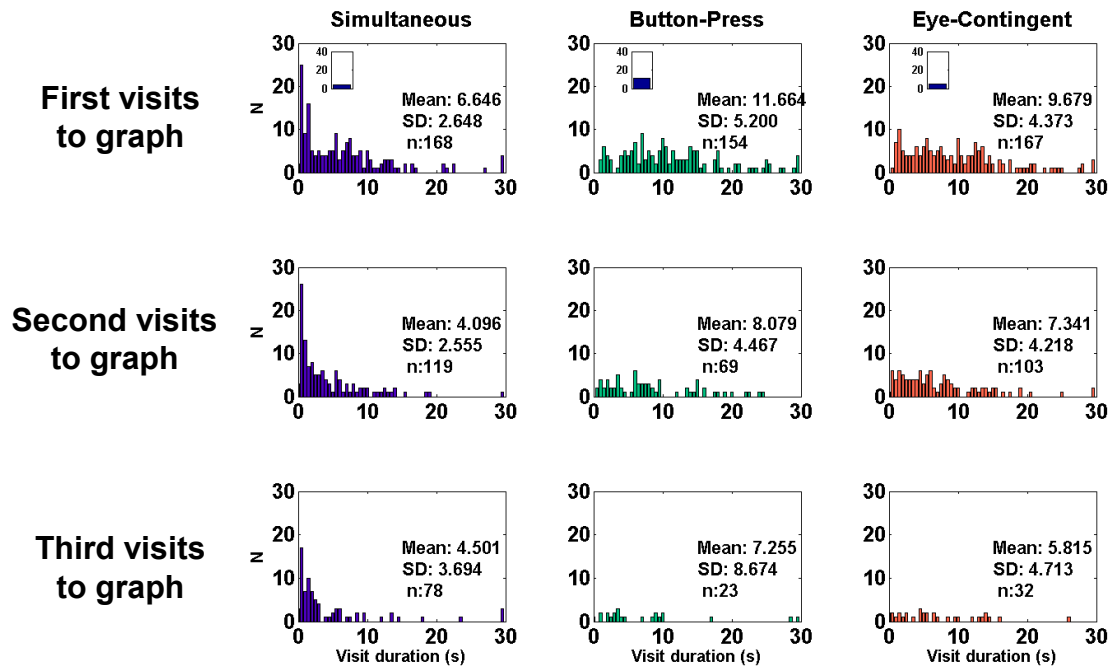 Simultaneous
Button-Press
Eye-Contingent
First visits
to graph
N
30
20
10
0
40
20
0
Mean: 6.646
SD: 2.648
n:168
0 10 20 30
30
20
10
0
40
20
0
Mean: 11.664
SD: 5.200
n:154
0 10 20 30
30
20
10
0
40
20
0
Mean: 9.679
SD: 4.373
n:167
0 10 20 30
Second visits
to graph
N
30
20
10
0
Mean: 4.096
SD: 2.555
n:119
0 10 20 30
30
20
10
0
Mean: 8.079
SD: 4.467
n:69
0 10 20 30
30
20
10
0
Mean: 7.341
SD: 4.218
n:103
0 10 20 30
Third visits
to graph
N
30
20
10
0
Mean: 4.501
SD: 3.694
n:78
0 10 20 30
Visit duration (s)
30
20
10
0
Mean: 7.255
SD: 8.674
n:23
0 10 20 30
Visit duration (s)
30
20
10
0
Mean: 5.815
SD: 4.713
n:32
0 10 20 30
Visit duration (s)